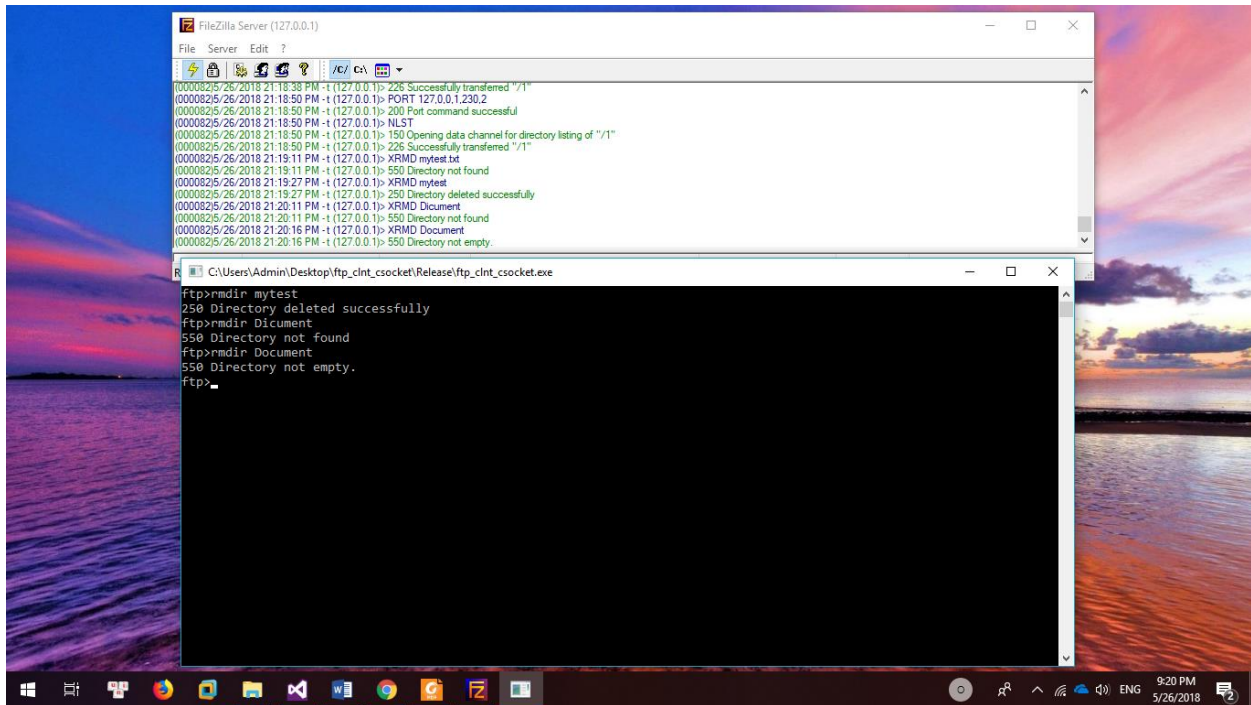 FileZilla Server (127.0.0.1)
File Server Edit ?
/C/ C:\
(000082)5/26/2018 21:18:38 PM - t (127.0.0.1)> 226 Successfully transferred "/1"
(000082)5/26/2018 21:18:50 PM - t (127.0.0.1)> PORT 127,0,0,1,230,2
(000082)5/26/2018 21:18:50 PM - t (127.0.0.1)> 200 Port command successful
(000082)5/26/2018 21:18:50 PM - t (127.0.0.1)> NLST
(000082)5/26/2018 21:18:50 PM - t (127.0.0.1)> 150 Opening data channel for directory listing of "/1"
(000082)5/26/2018 21:18:50 PM - t (127.0.0.1)> 226 Successfully transferred "/1"
(000082)5/26/2018 21:19:11 PM - t (127.0.0.1)> XRMD mytest.txt
(000082)5/26/2018 21:19:11 PM - t (127.0.0.1)> 550 Directory not found
(000082)5/26/2018 21:19:27 PM - t (127.0.0.1)> XRMD mytest
(000082)5/26/2018 21:19:27 PM - t (127.0.0.1)> 250 Directory deleted successfully
(000082)5/26/2018 21:20:11 PM - t (127.0.0.1)> XRMD Dicument
(000082)5/26/2018 21:20:11 PM - t (127.0.0.1)> 550 Directory not found
(000082)5/26/2018 21:20:16 PM - t (127.0.0.1)> XRMD Document
(000082)5/26/2018 21:20:16 PM - t (127.0.0.1)> 550 Directory not empty.
C:\Users\Admin\Desktop\ftp_clnt_csocket\Release\ftp_clnt_csocket.exe
ftp>rmdir mytest
250 Directory deleted successfully
ftp>rmdir Dicument
550 Directory not found
ftp>rmdir Document
550 Directory not empty.
ftp>
ENG
9:20 PM
5/26/2018
2